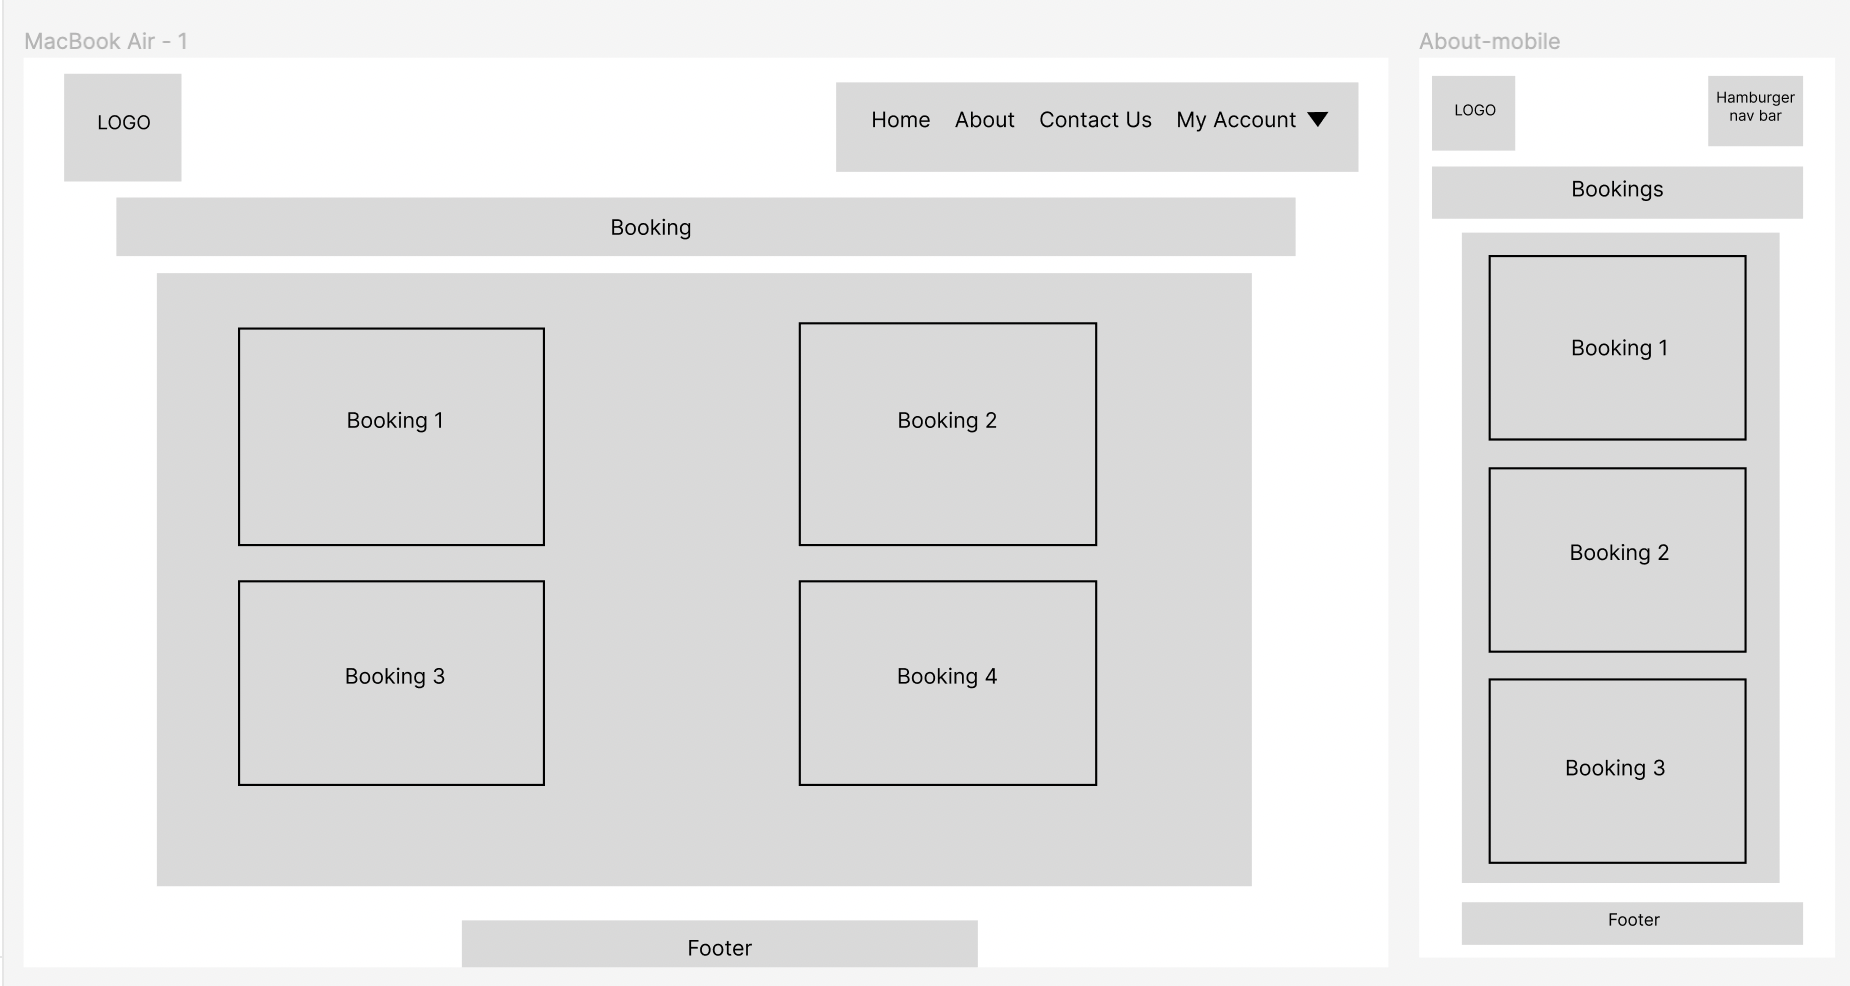 MacBook Air - 1
LOGO
Home About Contact Us My Account
Booking
Booking 1
Booking 2
Booking 3
Booking 4
Footer
About-mobile
LOGO
Hamburger
nav bar
Bookings
Booking 1
Booking 2
Booking 3
Footer